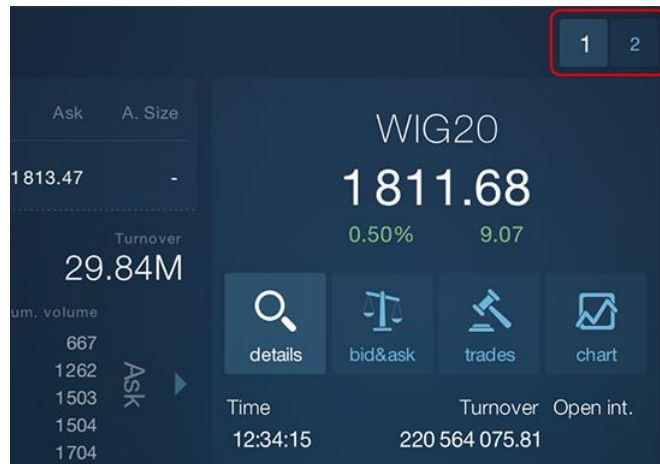 1 2
Ask A. Size
1813.47 -
Turnover
29.84M
um. volume
667
1262
1503
1504
1704
Ask
WIG20
1811.68
0.50% 9.07
details bid&ask trades chart
Time Turnover Open int.
12:34:15 220 564 075.81